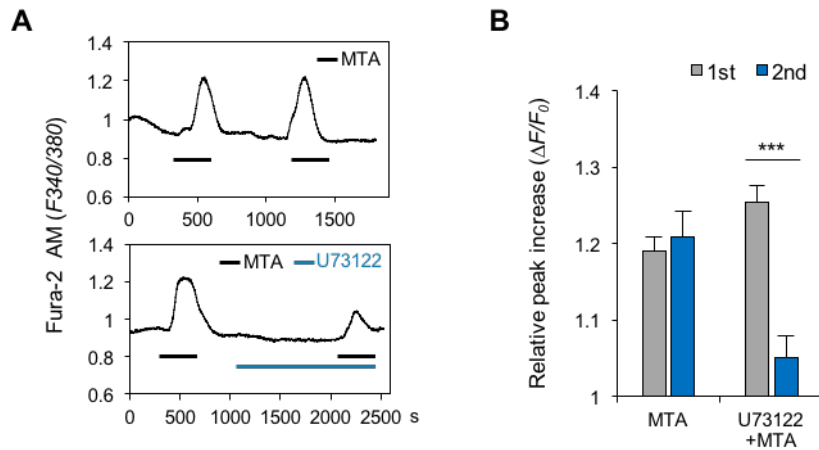 A
Fura-2 AM (F340/380)
1.4
1.2
1
0.8
0.6
MTA
0 500 1000 1500
1.4
1.2
1
0.8
0.6
MTA U73122
0 500 1000 1500 2000 2500 s
B
1st 2nd
Relative peak increase (ΔF/F₀)
1.4
1.3
1.2
1.1
1
***
MTA U73122
+MTA